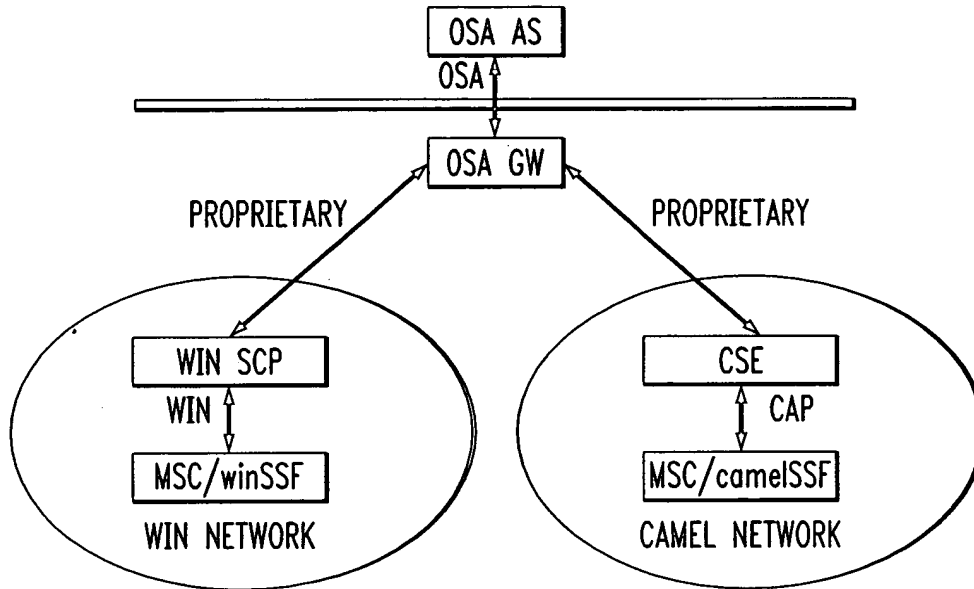 OSA AS
OSA
OSA GW
PROPRIETARY
PROPRIETARY
WIN SCP
CSE
WIN
CAP
MSC/winSSF
MSC/camelSSF
WIN NETWORK
CAMEL NETWORK